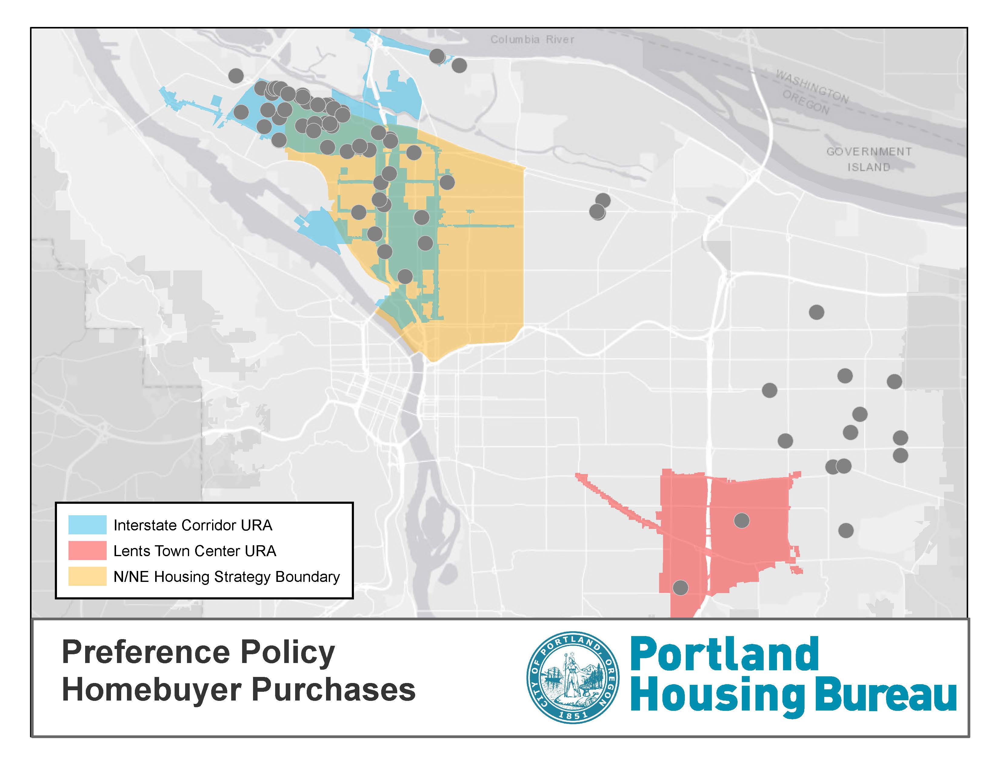 Columbia River
WASHINGTON
OREGON
GOVERNMENT
ISLAND
Interstate Corridor URA
Lents Town Center URA
N/NE Housing Strategy Boundary
Preference Policy
Homebuyer Purchases
CITY OF PORTLAND, OREGON
1851
Portland
Housing Bureau